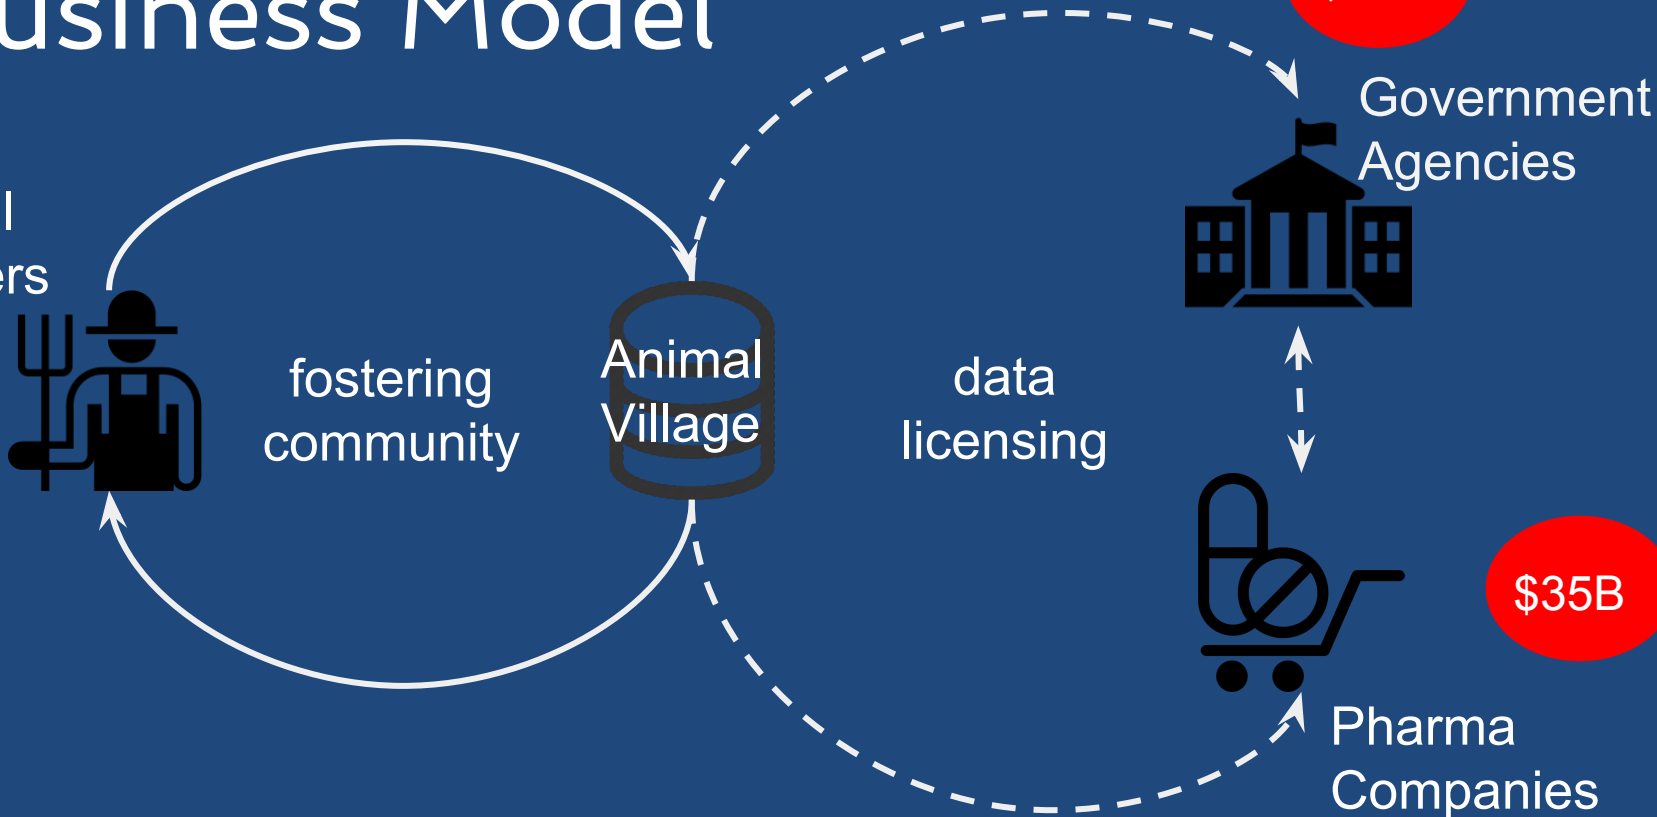 usiness Model
Government
Agencies
l
ers
fostering
community
Animal
Village
data
licensing
$35B
Pharma
Companies